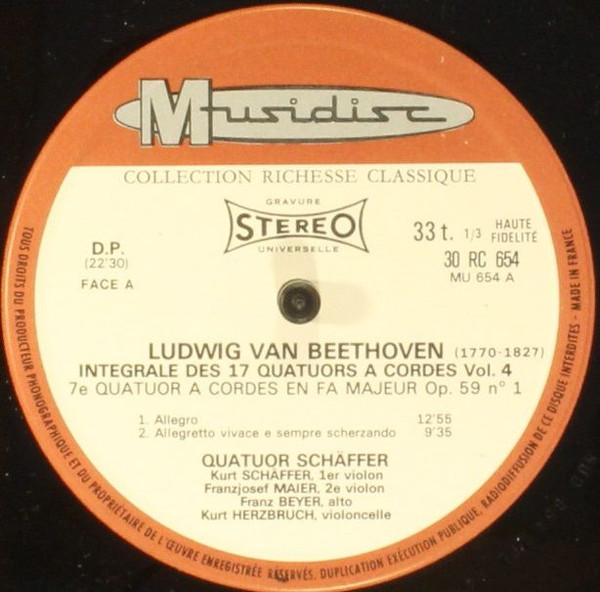 Musidisc
COLLECTION RICHESSE CLASSIQUE
GRAVURE
STEREO
UNIVERSELLE
D.P.
(22'30)
FACE A
33 t. 1/3 HAUTE FIDELITÉ
30 RC 654
MU 654 A
LUDWIG VAN BEETHOVEN (1770-1827)
INTEGRALE DES 17 QUATUORS A CORDES Vol. 4
7e QUATUOR A CORDES EN FA MAJEUR Op. 59 n° 1
1. Allegro 12'55
2. Allegretto vivace e sempre scherzando 9'35
QUATUOR SCHÄFFER
Kurt SCHÄFFER, 1er violon
Franzjosef MAIER, 2e violon
Franz BEYER, alto
Kurt HERZBRUCH, violoncelle
TOUS DROITS DU PRODUCTEUR PHONOGRAPHIQUE ET DU PROPRIÉTAIRE DE L'ŒUVRE ENREGISTRÉE RÉSERVÉS. DUPLICATION EXÉCUTION PUBLIQUE, RADIODIFFUSION DE CE DISQUE INTERDITES - MADE IN FRANCE